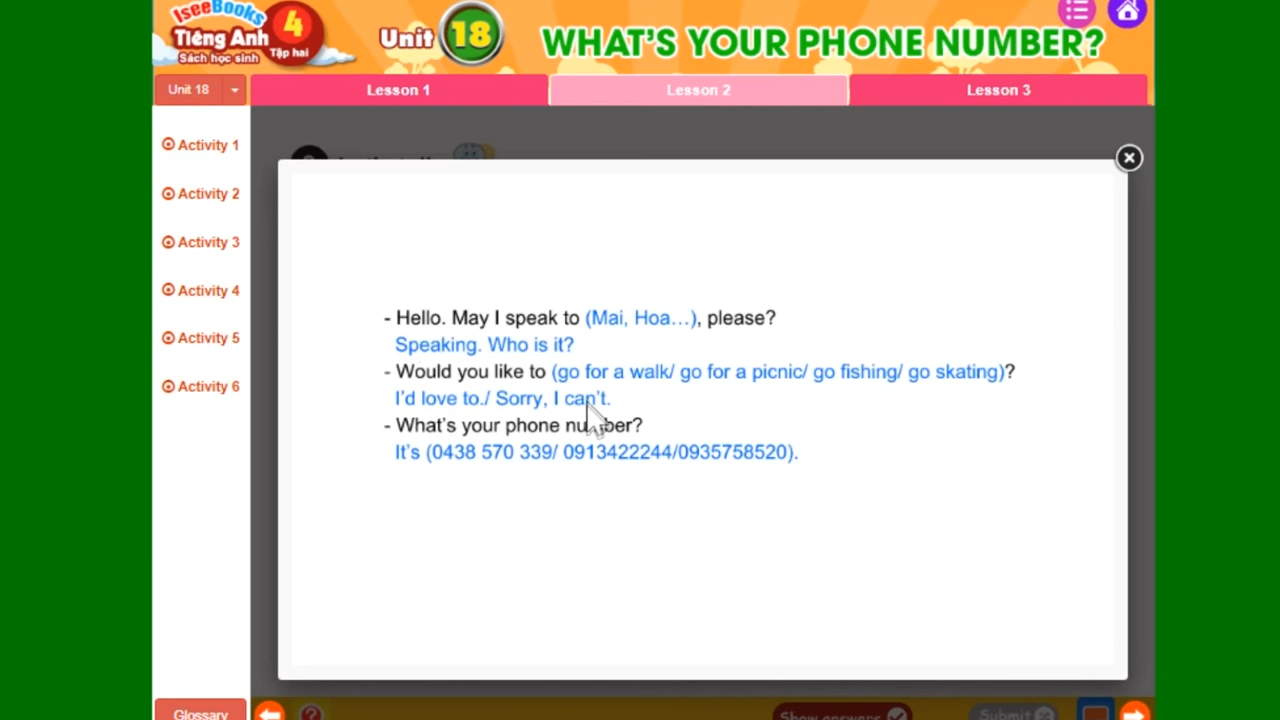 IseeBooks
Tiếng Anh 4
Sách học sinh Tập hai
Unit 18
WHAT'S YOUR PHONE NUMBER?
Unit 18
Lesson 1
Lesson 2
Lesson 3
Activity 1
Activity 2
Activity 3
Activity 4
Activity 5
Activity 6
- Hello. May I speak to (Mai, Hoa...), please?
Speaking. Who is it?
- Would you like to (go for a walk/ go for a picnic/ go fishing/ go skating)?
I'd love to./ Sorry, I can't.
- What's your phone number?
It's (0438 570 339/ 0913422244/0935758520).
Glossary
?
Show answers
Submit